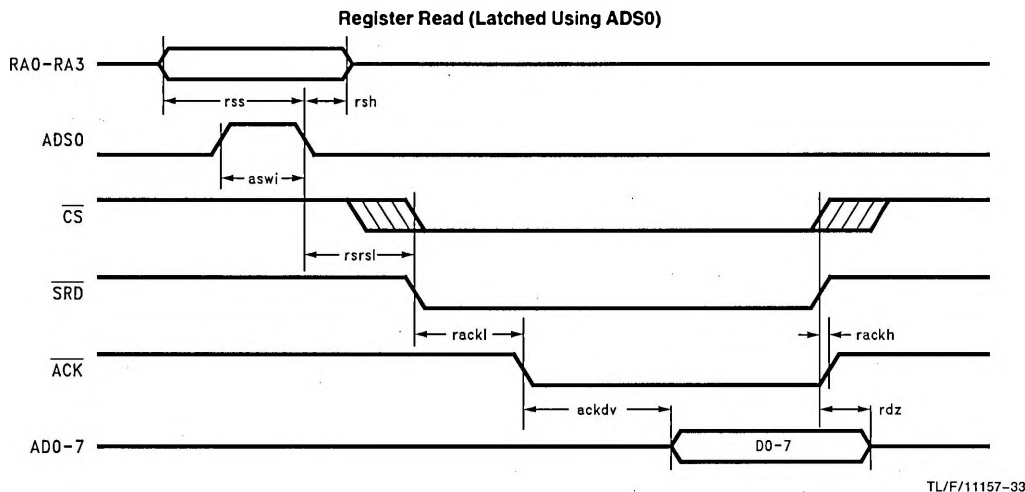 Register Read (Latched Using ADS0)
RA0-RA3
rss
rsh
ADS0
aswi
CS
rsrsl
SRD
rackl
rackh
ACK
ackdv
rdz
AD0-7
D0-7
TL/F/11157-33